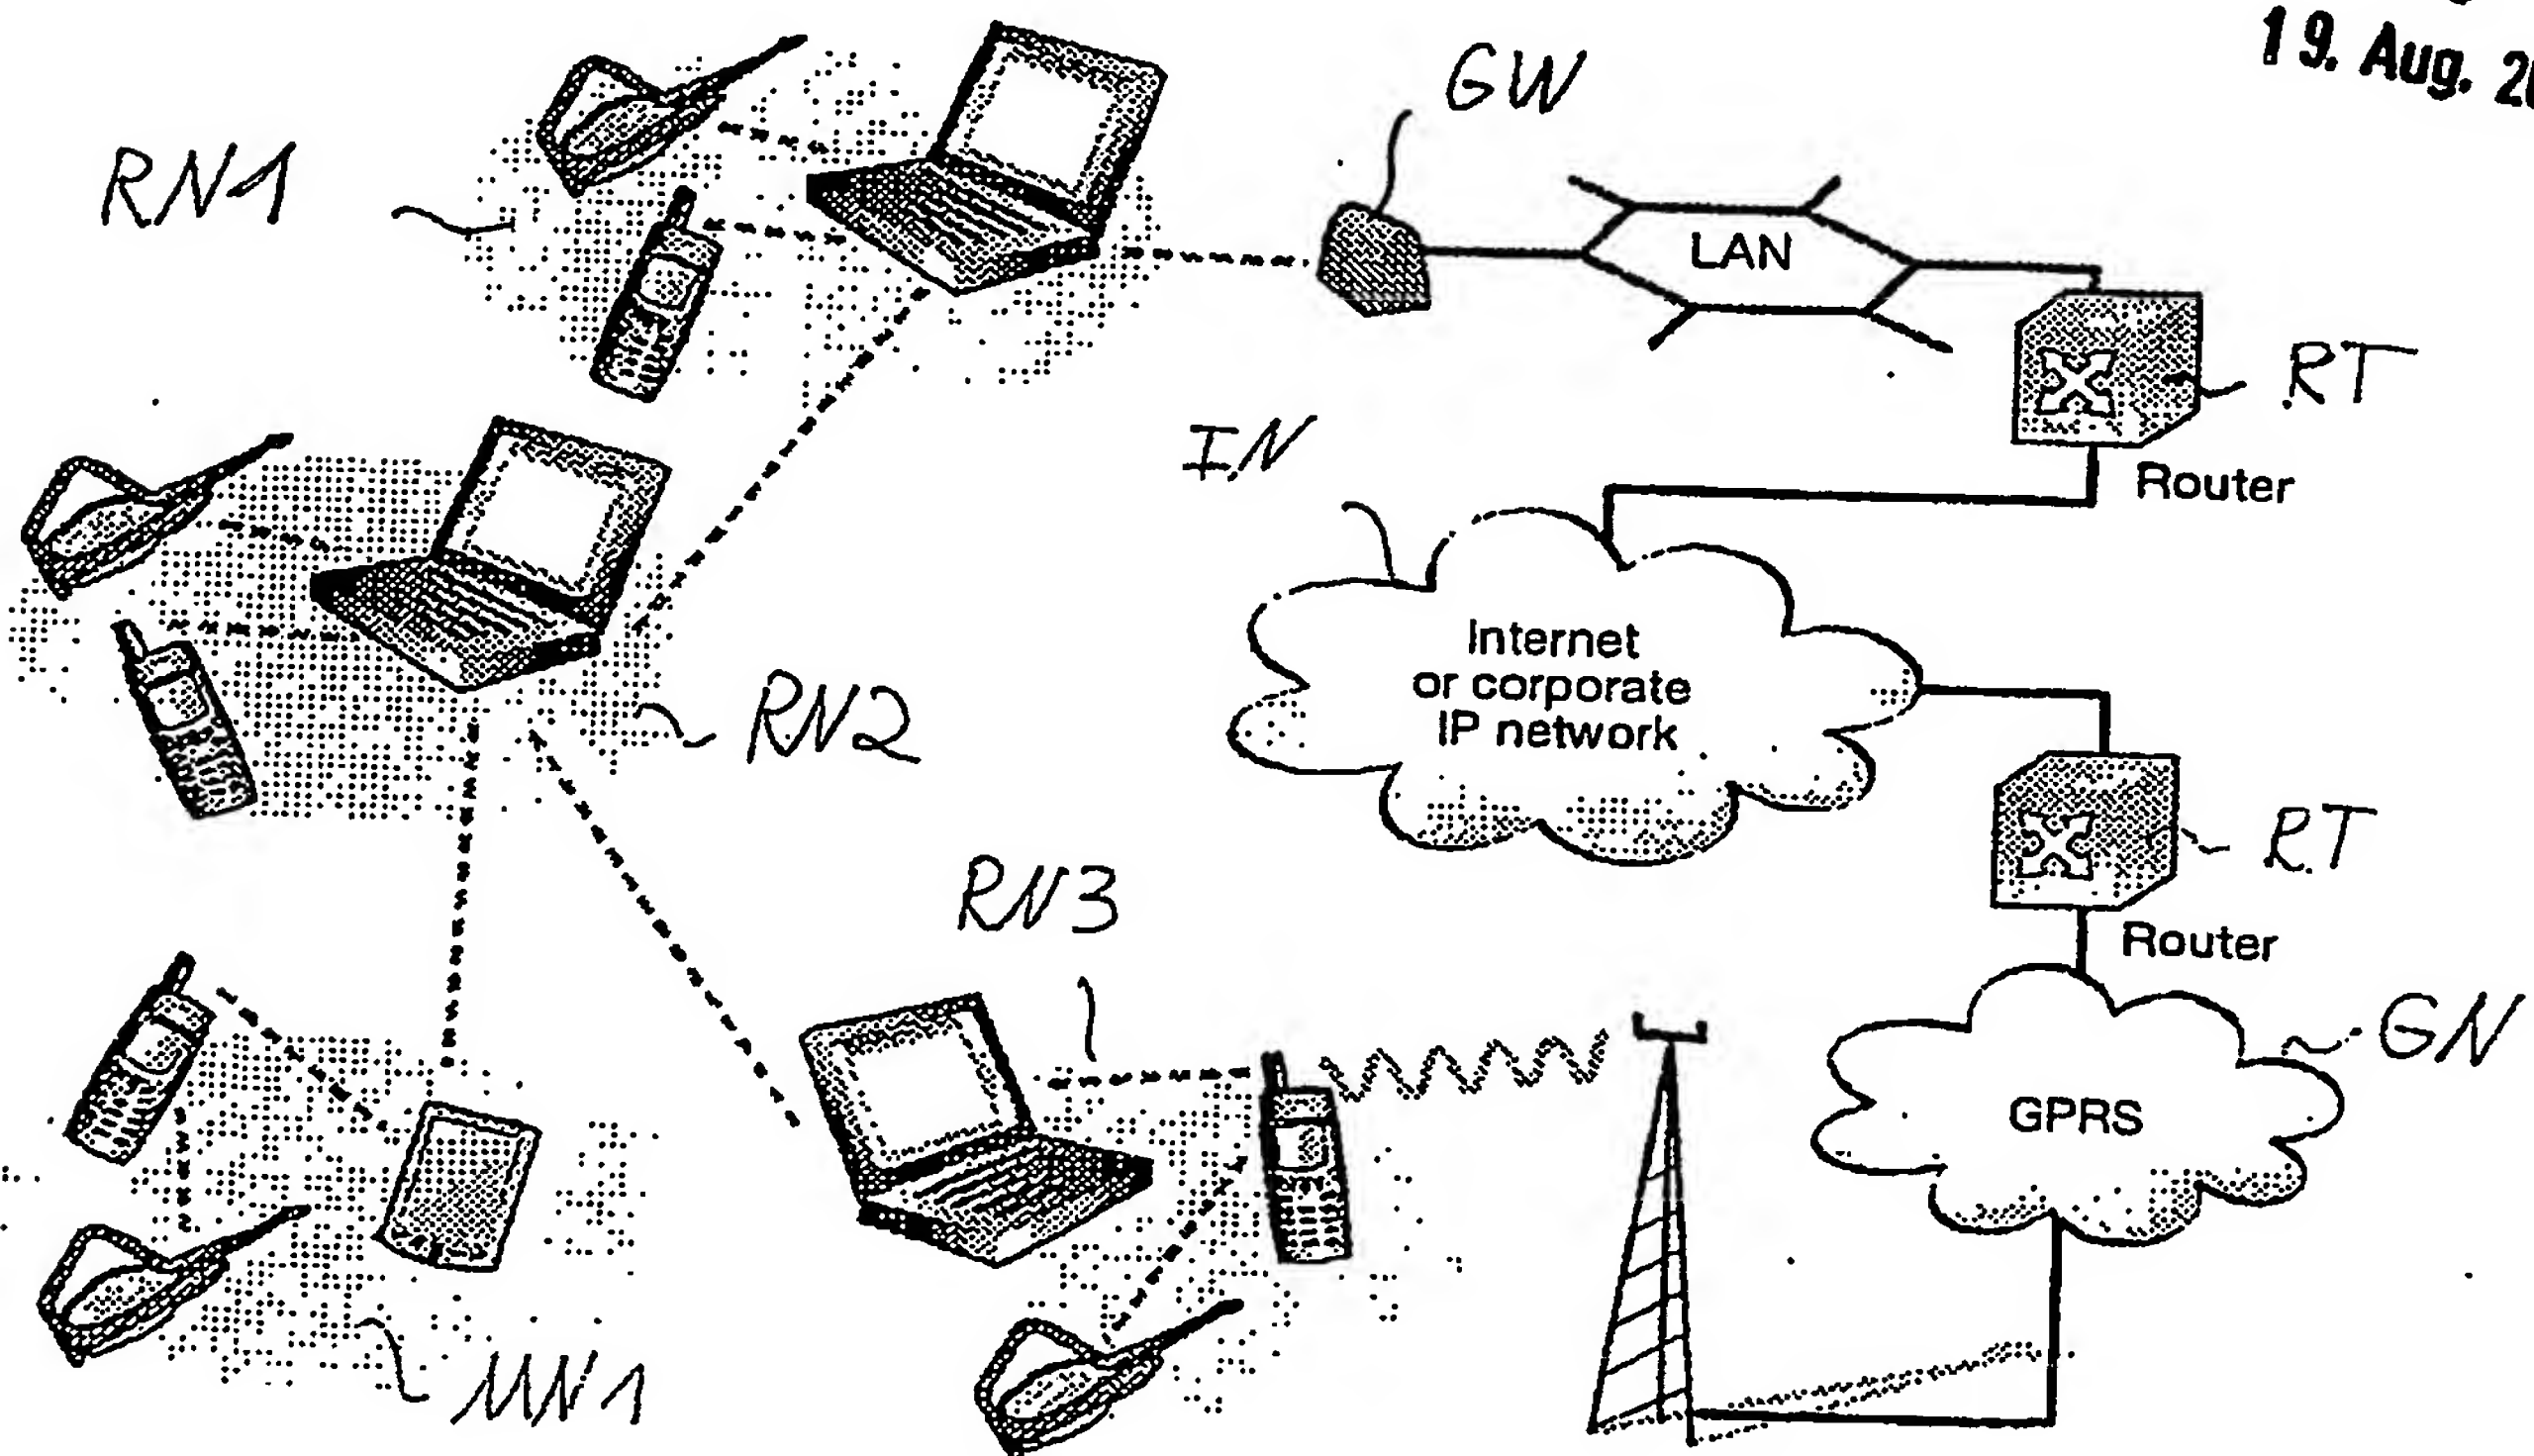 19. Aug.
GW
RN1
LAN
RT
IN
Router
Internet
or corporate
IP network
RN2
RT
RN3
Router
GN
GPRS
MN1